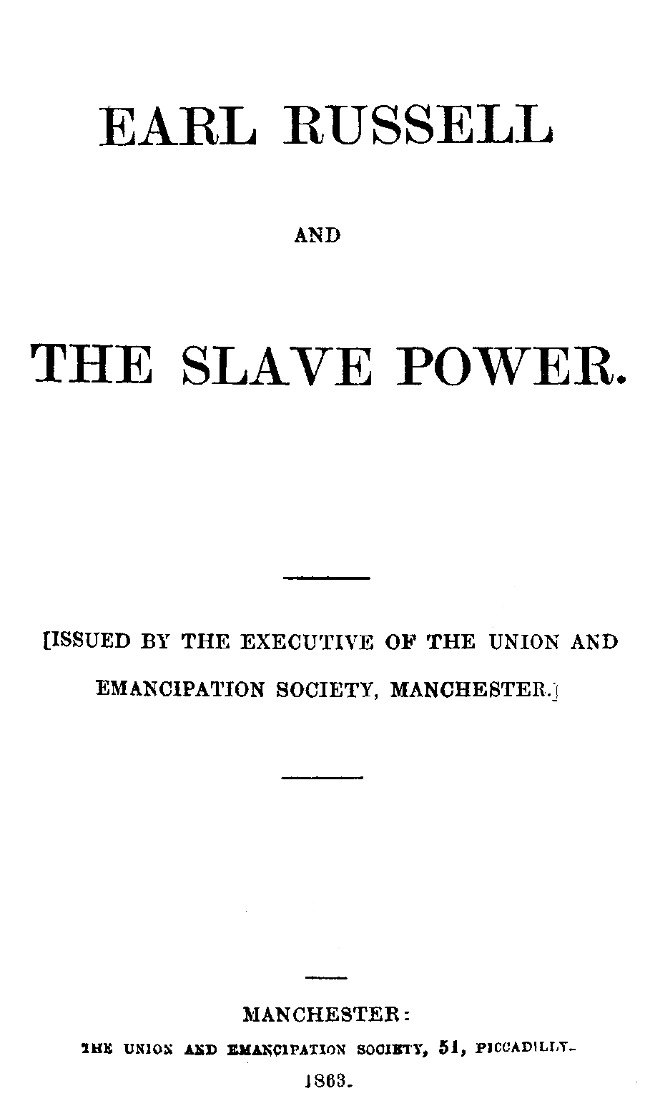 EARL RUSSELL
AND
THE SLAVE POWER.
[ISSUED BY THE EXECUTIVE OF THE UNION AND
EMANCIPATION SOCIETY, MANCHESTER.]
MANCHESTER:
THE UNION AND EMANCIPATION SOCIETY, 51, PICCADILLY.
1863.